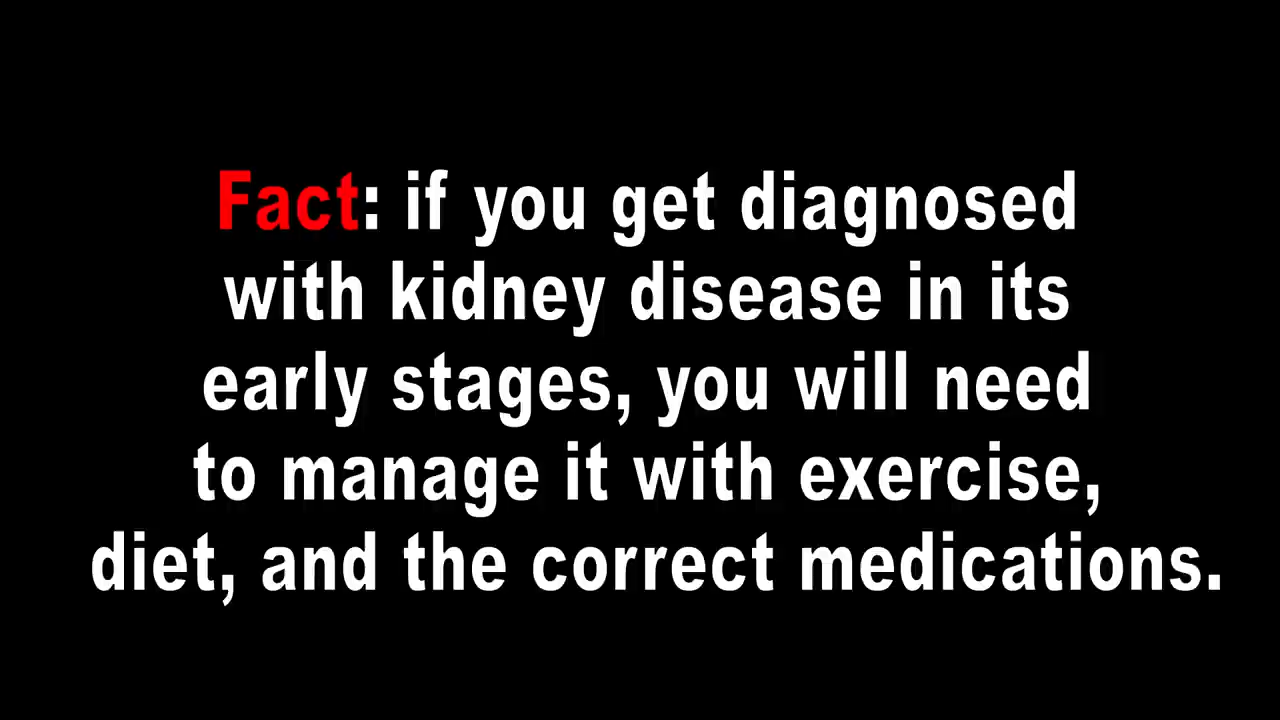 Fact: if you get diagnosed
with kidney disease in its
early stages, you will need
to manage it with exercise,
diet, and the correct medications.